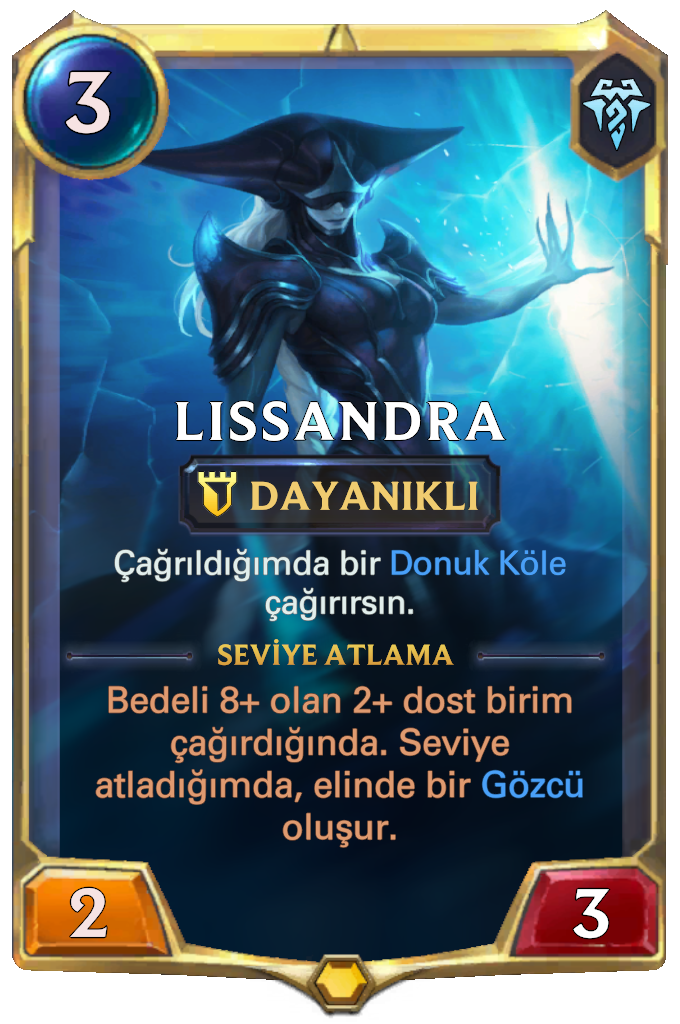 3
LISSANDRA
DAYANIKLI
Çağrıldığımda bir Donuk Köle
çağırırsın.
SEVİYE ATLAMA
Bedeli 8+ olan 2+ dost birim
çağırdığında. Seviye
atladığımda, elinde bir Gözcü
oluşur.
2
3